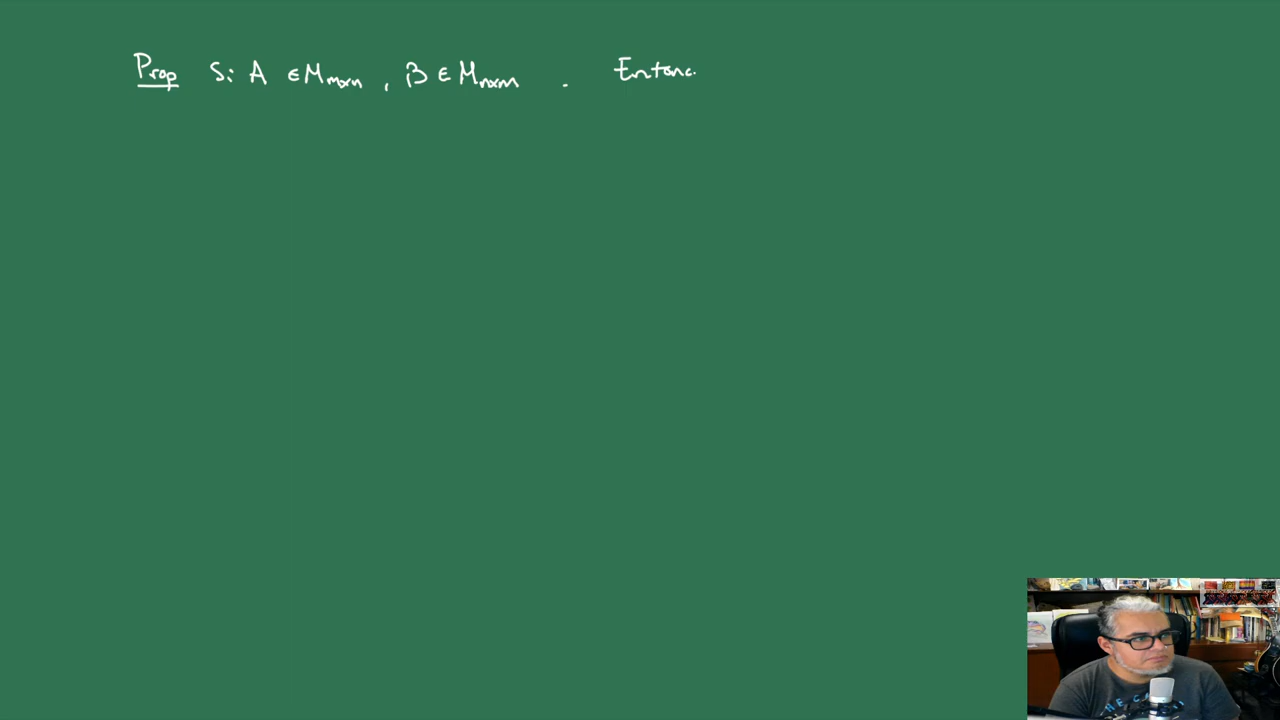 Prop Si A ∈ M_{m×n}, B ∈ M_{n×m}. Entonc